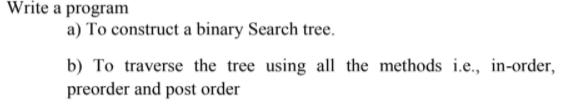 Write a program
a) To construct a binary Search tree.
b) To traverse the tree using all the methods i.e., in-order,
preorder and post order